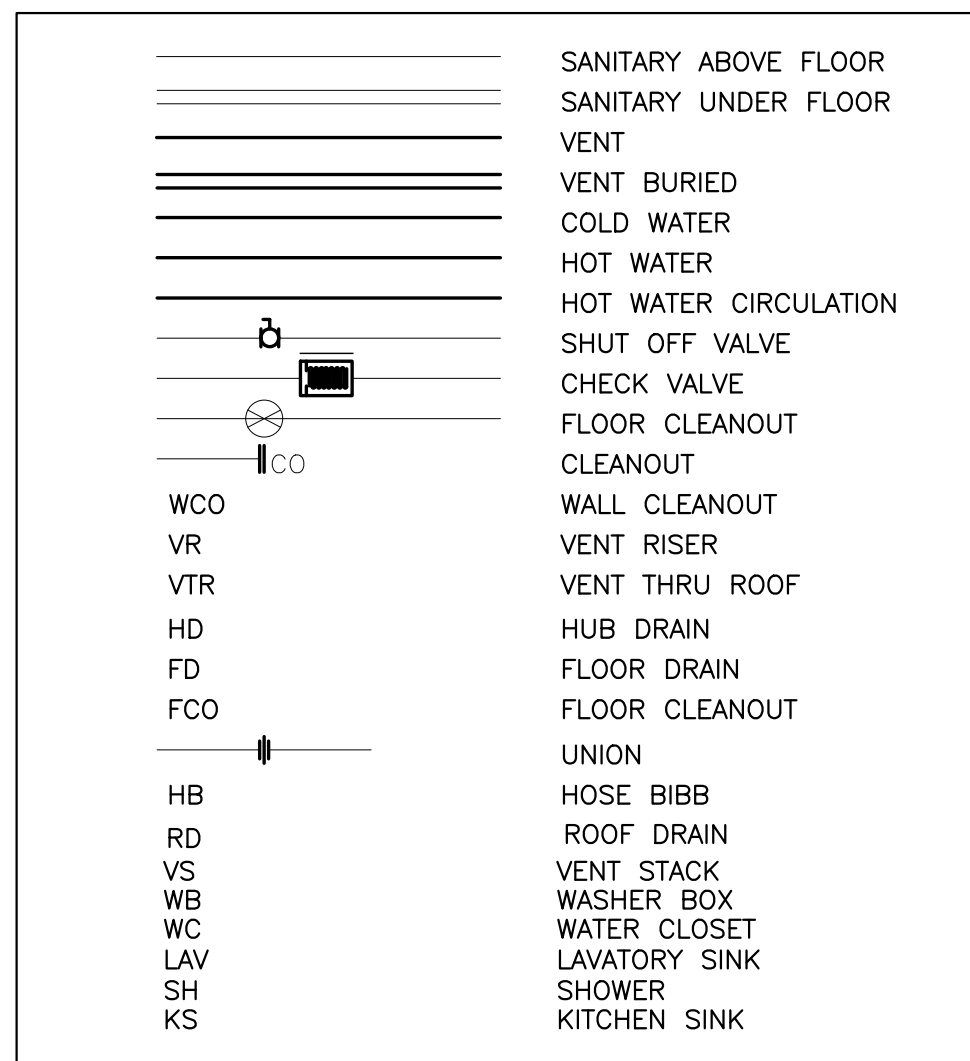 SANITARY ABOVE FLOOR
SANITARY UNDER FLOOR
VENT
VENT BURIED
COLD WATER
HOT WATER
HOT WATER CIRCULATION
SHUT OFF VALVE
CHECK VALVE
FLOOR CLEANOUT
CO CLEANOUT
WCO WALL CLEANOUT
VR VENT RISER
VTR VENT THRU ROOF
HD HUB DRAIN
FD FLOOR DRAIN
FCO FLOOR CLEANOUT
UNION
HB HOSE BIBB
RD ROOF DRAIN
VS VENT STACK
WB WASHER BOX
WC WATER CLOSET
LAV LAVATORY SINK
SH SHOWER
KS KITCHEN SINK